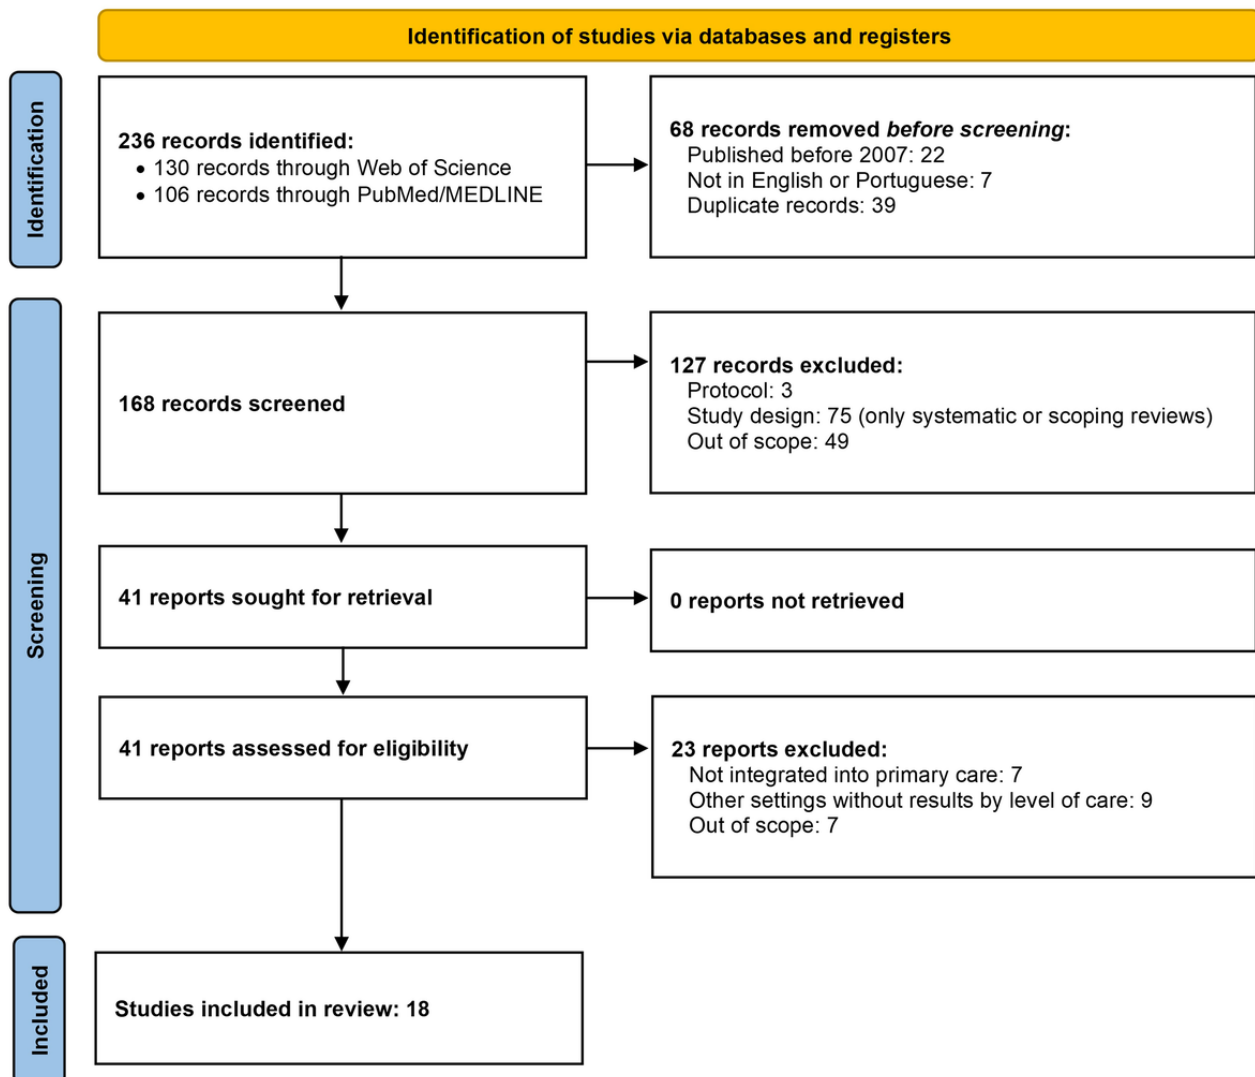 Identification of studies via databases and registers
Identification
236 records identified:
• 130 records through Web of Science
• 106 records through PubMed/MEDLINE
68 records removed before screening:
Published before 2007: 22
Not in English or Portuguese: 7
Duplicate records: 39
Screening
168 records screened
127 records excluded:
Protocol: 3
Study design: 75 (only systematic or scoping reviews)
Out of scope: 49
41 reports sought for retrieval
0 reports not retrieved
41 reports assessed for eligibility
23 reports excluded:
Not integrated into primary care: 7
Other settings without results by level of care: 9
Out of scope: 7
Included
Studies included in review: 18